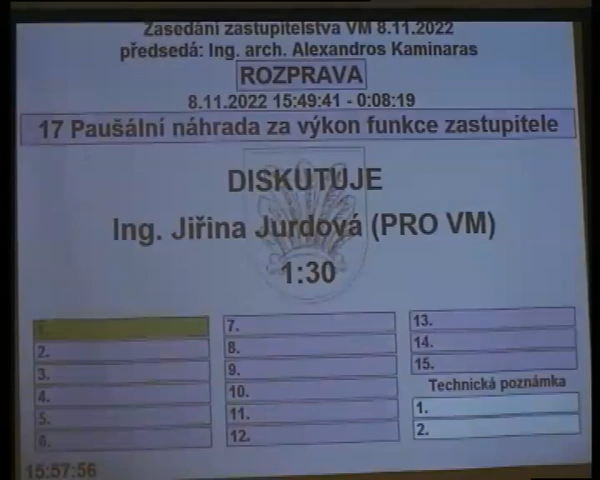 Zasedání zastupitelstva VM 8.11.2022
předsedá: Ing. arch. Alexandros Kaminaras
ROZPRAVA
8.11.2022 15:49:41 - 0:08:19
17 Paušální náhrada za výkon funkce zastupitele
DISKUTUJE
Ing. Jiřina Jurdová (PRO VM)
1:30
1.
2.
3.
4.
5.
6.
7.
8.
9.
10.
11.
12.
13.
14.
15.
Technická poznámka
1.
2.
15:57:56